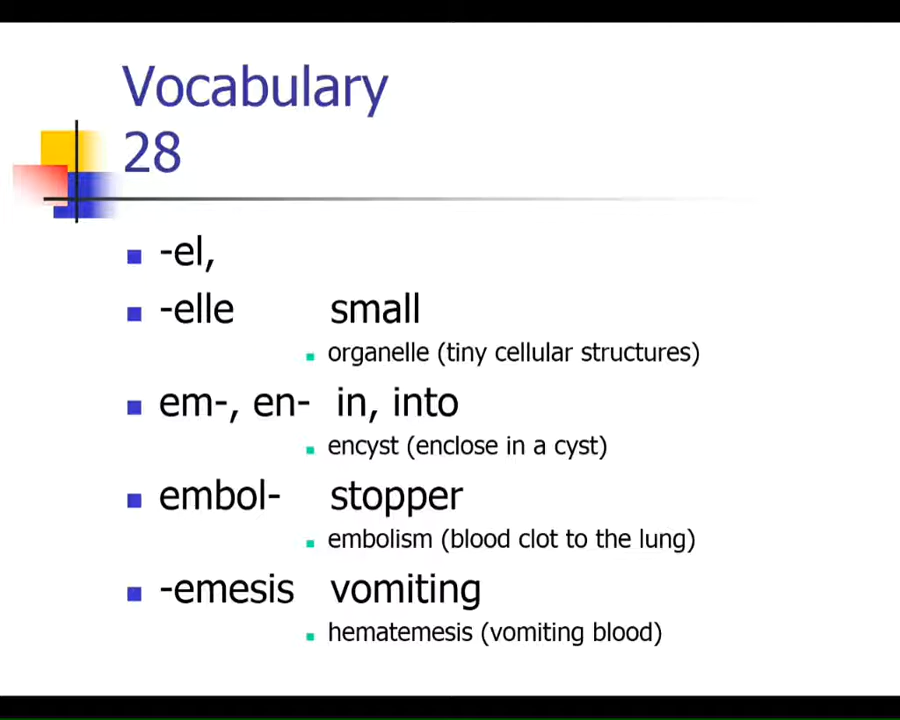 Vocabulary
28
-el,
-elle small
organelle (tiny cellular structures)
em-, en- in, into
encyst (enclose in a cyst)
embol- stopper
embolism (blood clot to the lung)
-emesis vomiting
hematemesis (vomiting blood)